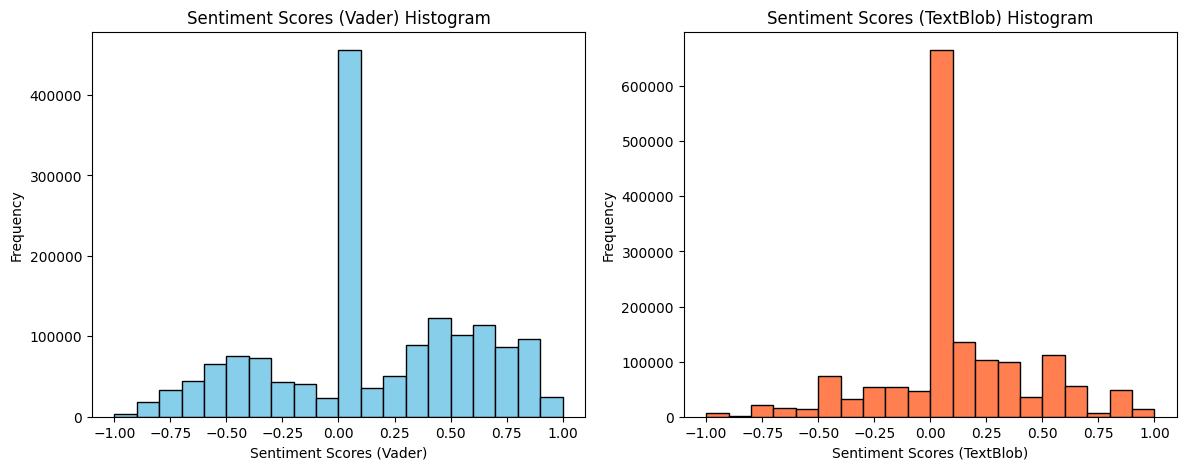 Sentiment Scores (Vader) Histogram
Frequency
400000
300000
200000
100000
0
−1.00 −0.75 −0.50 −0.25 0.00 0.25 0.50 0.75 1.00
Sentiment Scores (Vader)
Sentiment Scores (TextBlob) Histogram
Frequency
600000
500000
400000
300000
200000
100000
0
−1.00 −0.75 −0.50 −0.25 0.00 0.25 0.50 0.75 1.00
Sentiment Scores (TextBlob)